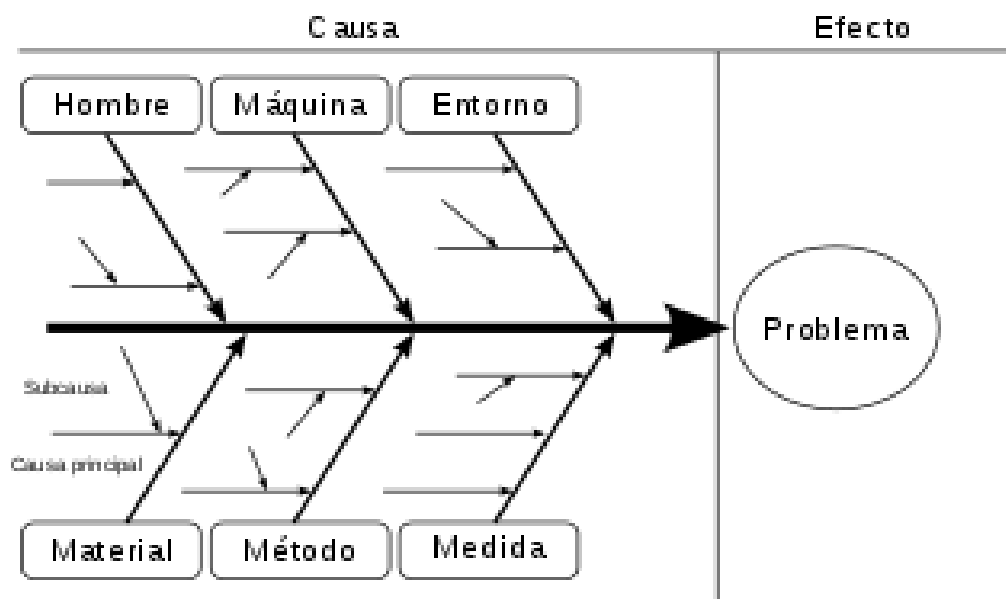 Causa
Efecto
Hombre
Máquina
Entorno
Problema
Subcausa
Causa principal
Material
Método
Medida